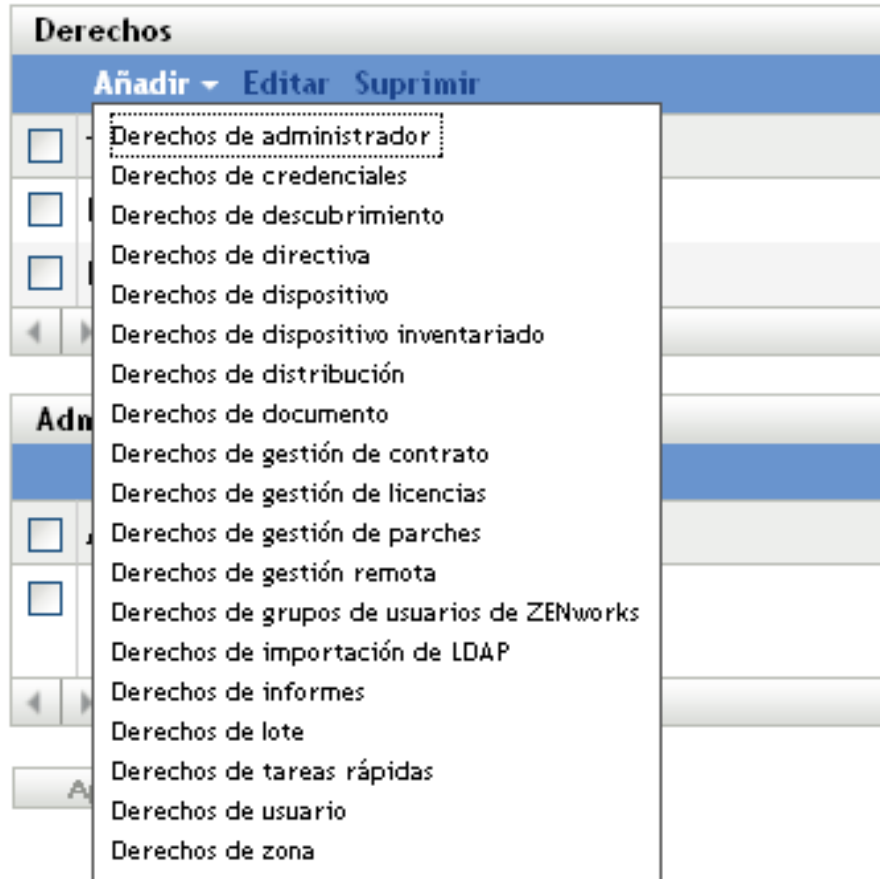 Derechos
Añadir Editar Suprimir
Derechos de administrador
Derechos de credenciales
Derechos de descubrimiento
Derechos de directiva
Derechos de dispositivo
Derechos de dispositivo inventariado
Derechos de distribución
Derechos de documento
Derechos de gestión de contrato
Derechos de gestión de licencias
Derechos de gestión de parches
Derechos de gestión remota
Derechos de grupos de usuarios de ZENworks
Derechos de importación de LDAP
Derechos de informes
Derechos de lote
Derechos de tareas rápidas
Derechos de usuario
Derechos de zona